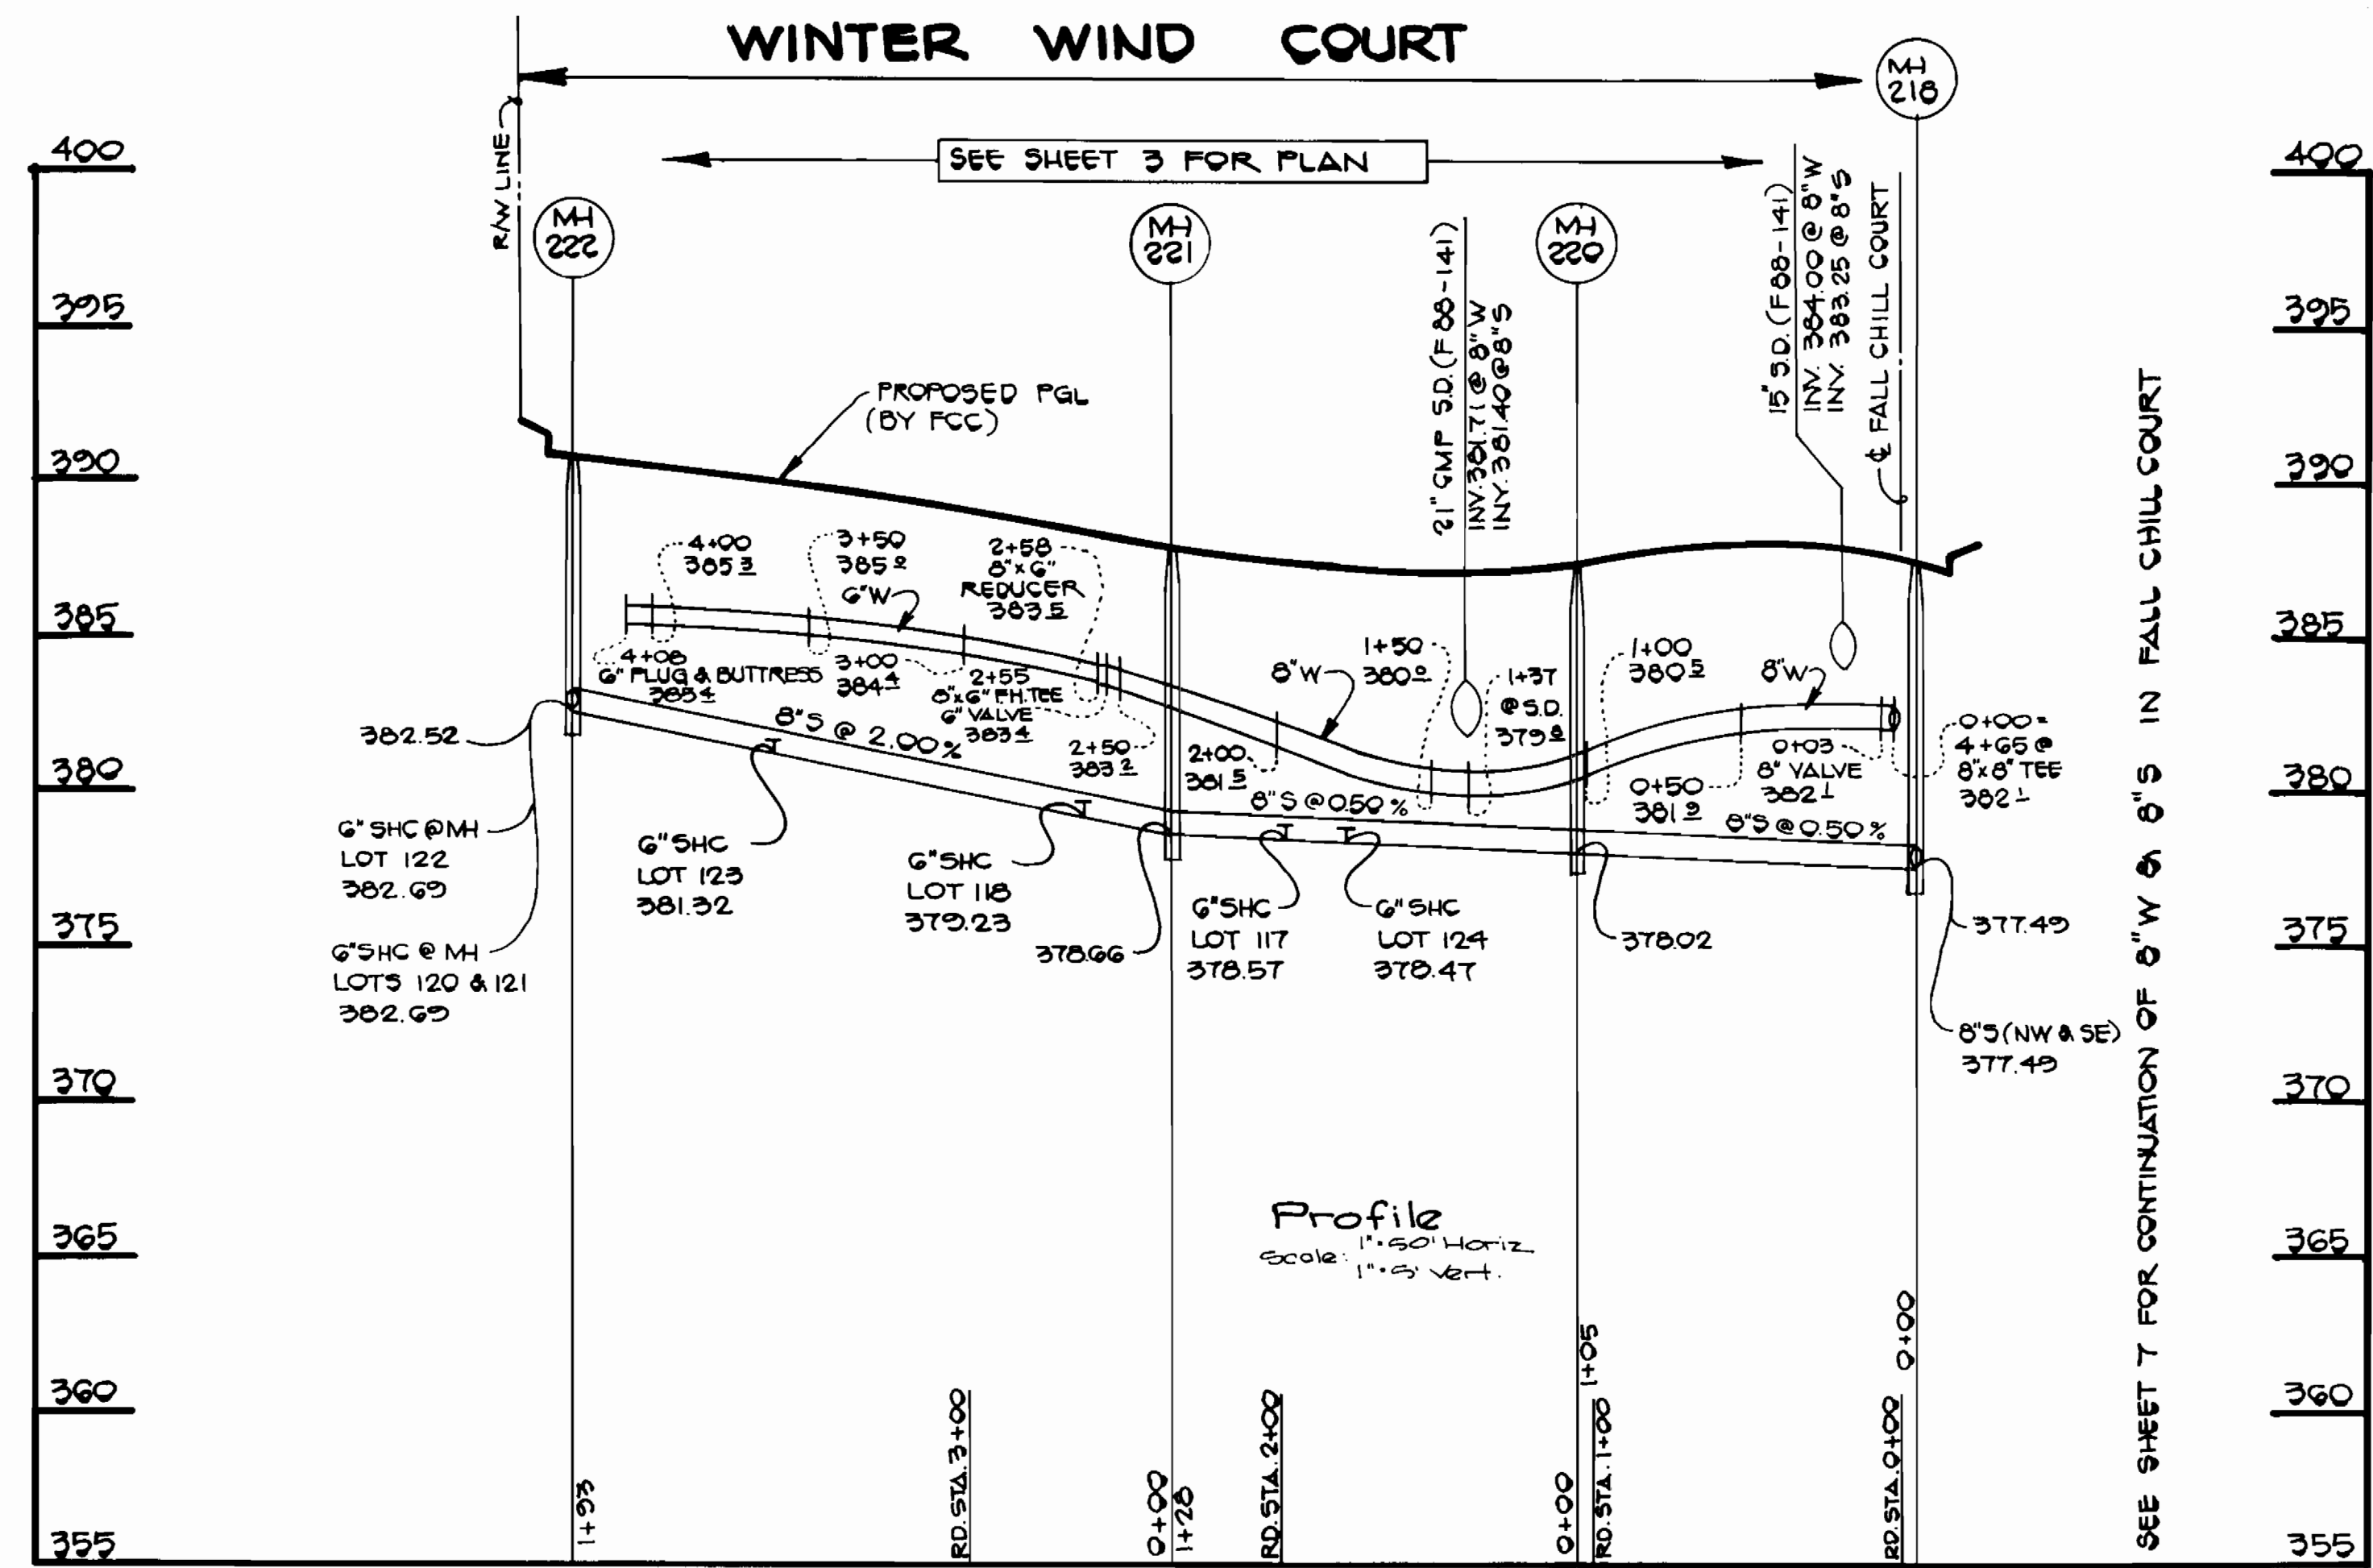 WINTER WIND COURT
MH
218
R/W LINE
SEE SHEET 3 FOR PLAN
400
395
390
385
380
375
370
365
360
355
400
395
390
385
380
375
370
365
360
355
MH
222
MH
221
MH
220
21" CMP S.D. (F 88-141)
INV. 381.71 @ 8"W
INV. 381.40 @ 8"S
15" S.D. (F 88-141)
INV. 384.00 @ 8"W
INV. 383.25 @ 8"S
℄ FALL CHILL COURT
PROPOSED PGL
(BY FCC)
4+00
385 3
3+50
385 0
6"W
2+58
8"x 6"
REDUCER
383.5
4+08
6" PLUG & BUTTRESS
385 4
3+00
384 4
2+55
8"x6" F.H. TEE
6" VALVE
383 4
2+50
383 2
2+00
381 5
8"W
1+50
380 0
1+37
@ S.D.
379 8
1+00
380 5
8"W
0+50
381 9
0+03
8" VALVE
382 1
0+00 =
4+65 @
8"x 8" TEE
382 1
8"S @ 2.00 %
8"S @ 0.50 %
8"S @ 0.50 %
382.52
6" SHC @ MH
LOT 122
382.69
6" SHC @ MH
LOTS 120 & 121
382.69
6" SHC
LOT 123
381.32
6" SHC
LOT 118
379.23
378.66
6" SHC
LOT 117
378.57
6" SHC
LOT 124
378.47
378.02
377.49
8"S (NW & SE)
377.49
Profile
Scale: 1"=50' Horiz
1"=5' Vert.
1+93
RD. STA. 3+00
0+00
1+28
RD. STA. 2+00
0+00
1+05
RD. STA. 1+00
RD. STA. 0+00
0+00
SEE SHEET 7 FOR CONTINUATION OF 8"W & 8"S IN FALL CHILL COURT